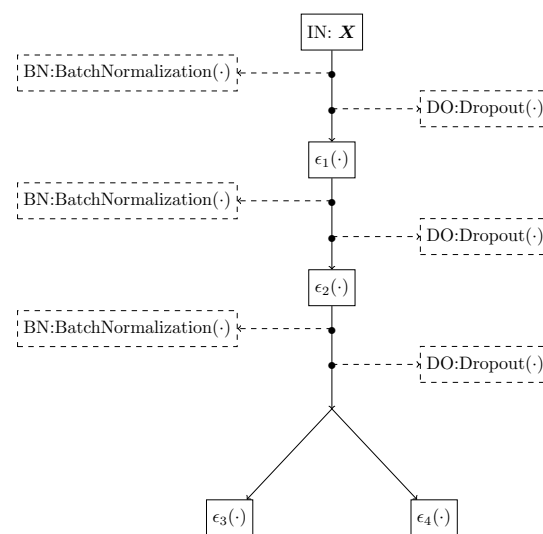 IN: X
BN:BatchNormalization(·)
DO:Dropout(·)
ϵ₁(·)
BN:BatchNormalization(·)
DO:Dropout(·)
ϵ₂(·)
BN:BatchNormalization(·)
DO:Dropout(·)
ϵ₃(·) ϵ₄(·)